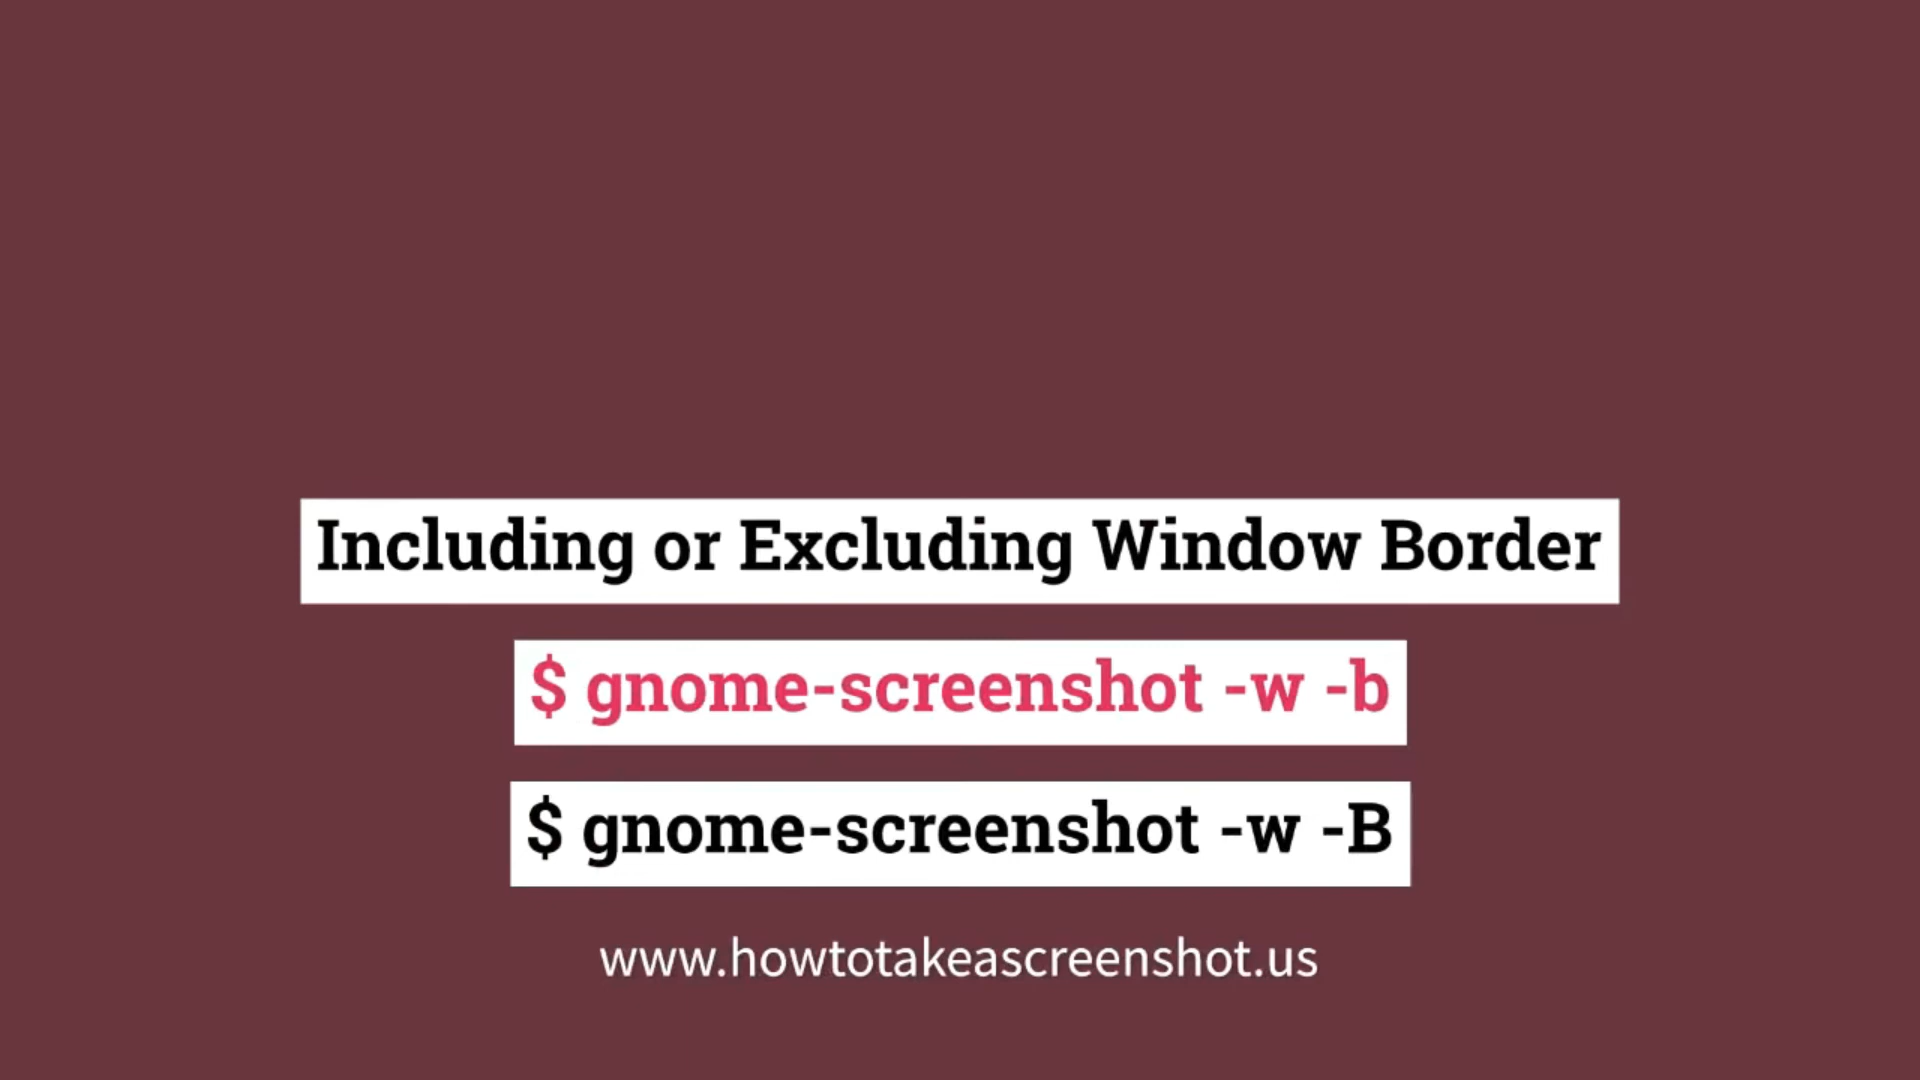 Including or Excluding Window Border
$ gnome-screenshot -w -b
$ gnome-screenshot -w -B
www.howtotakeascreenshot.us